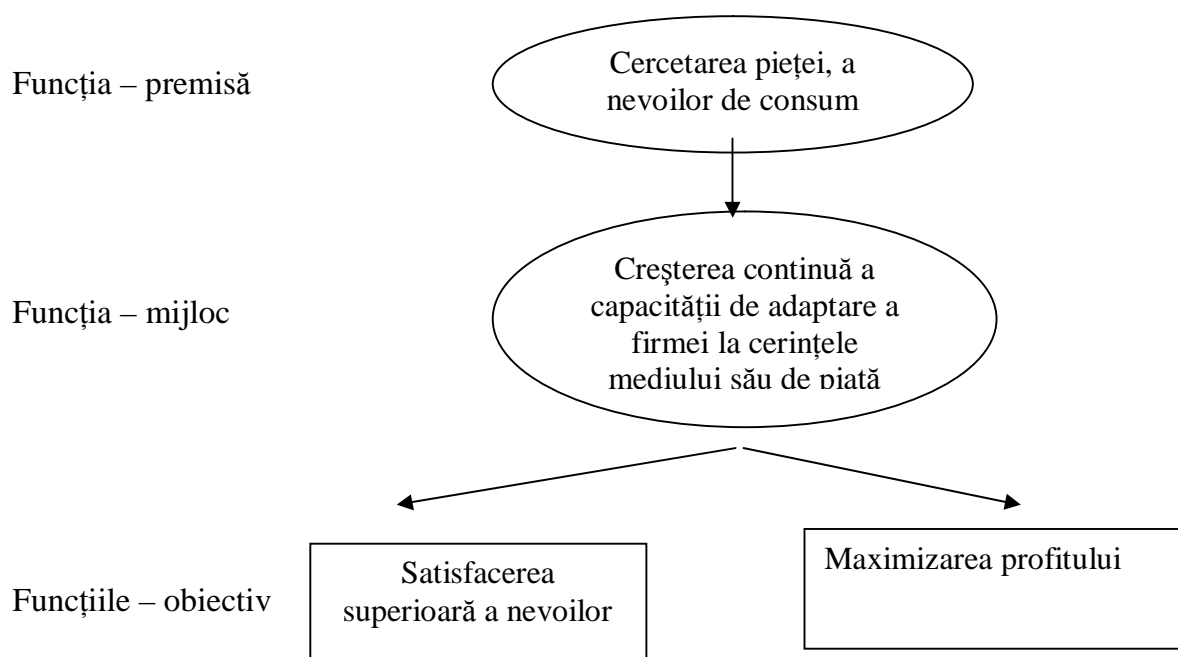 Funcția – premisă
Cercetarea pieței, a
nevoilor de consum
Funcția – mijloc
Creşterea continuă a
capacității de adaptare a
firmei la cerințele
mediului său de piată
Funcțiile – obiectiv
Satisfacerea
superioară a nevoilor
Maximizarea profitului